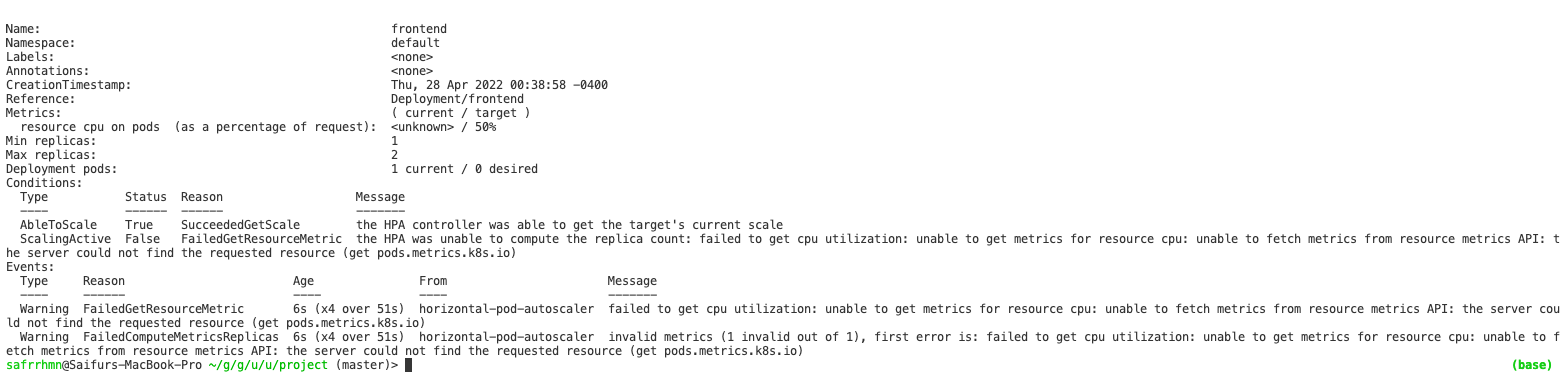 Name:                                                  frontend
Namespace:                                             default
Labels:                                                <none>
Annotations:                                           <none>
CreationTimestamp:                                     Thu, 28 Apr 2022 00:38:58 -0400
Reference:                                             Deployment/frontend
Metrics:                                               ( current / target )
  resource cpu on pods  (as a percentage of request):  <unknown> / 50%
Min replicas:                                          1
Max replicas:                                          2
Deployment pods:                                       1 current / 0 desired
Conditions:
  Type           Status  Reason                   Message
  ----           ------  ------                   -------
  AbleToScale    True    SucceededGetScale        the HPA controller was able to get the target's current scale
  ScalingActive  False   FailedGetResourceMetric  the HPA was unable to compute the replica count: failed to get cpu utilization: unable to get metrics for resource cpu: unable to fetch metrics from resource metrics API: t
he server could not find the requested resource (get pods.metrics.k8s.io)
Events:
  Type     Reason                        Age               From                       Message
  ----     ------                        ----              ----                       -------
  Warning  FailedGetResourceMetric       6s (x4 over 51s)  horizontal-pod-autoscaler  failed to get cpu utilization: unable to get metrics for resource cpu: unable to fetch metrics from resource metrics API: the server cou
ld not find the requested resource (get pods.metrics.k8s.io)
  Warning  FailedComputeMetricsReplicas  6s (x4 over 51s)  horizontal-pod-autoscaler  invalid metrics (1 invalid out of 1), first error is: failed to get cpu utilization: unable to get metrics for resource cpu: unable to f
etch metrics from resource metrics API: the server could not find the requested resource (get pods.metrics.k8s.io)
safrrhmn@Saifurs-MacBook-Pro ~/g/g/u/u/project (master)> (base)